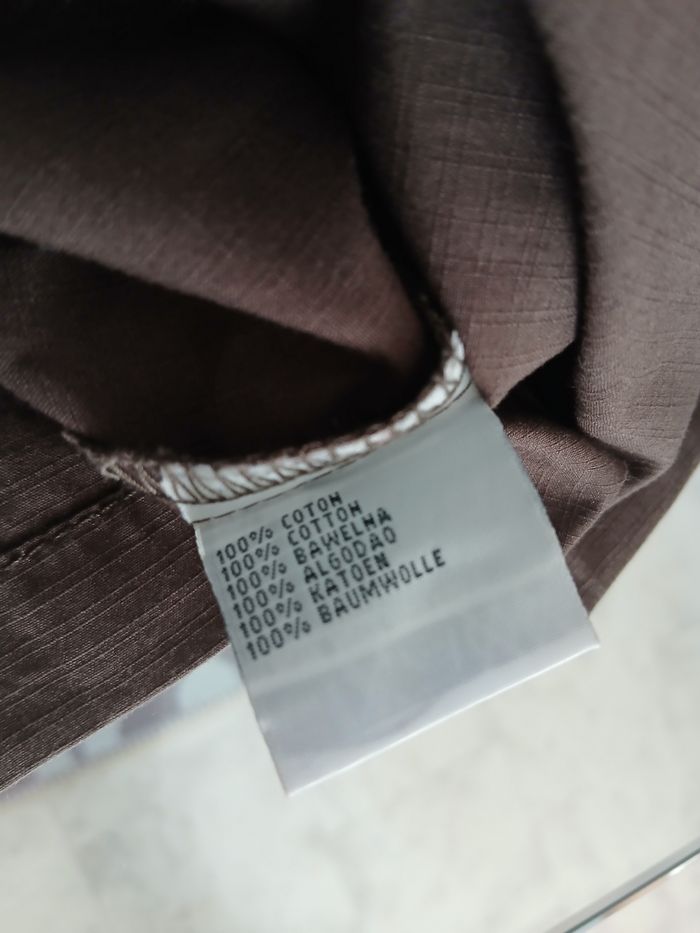 100% COTON
100% COTTON
100% BAWELNA
100% ALGODAO
100% KATOEN
100% BAUMWOLLE